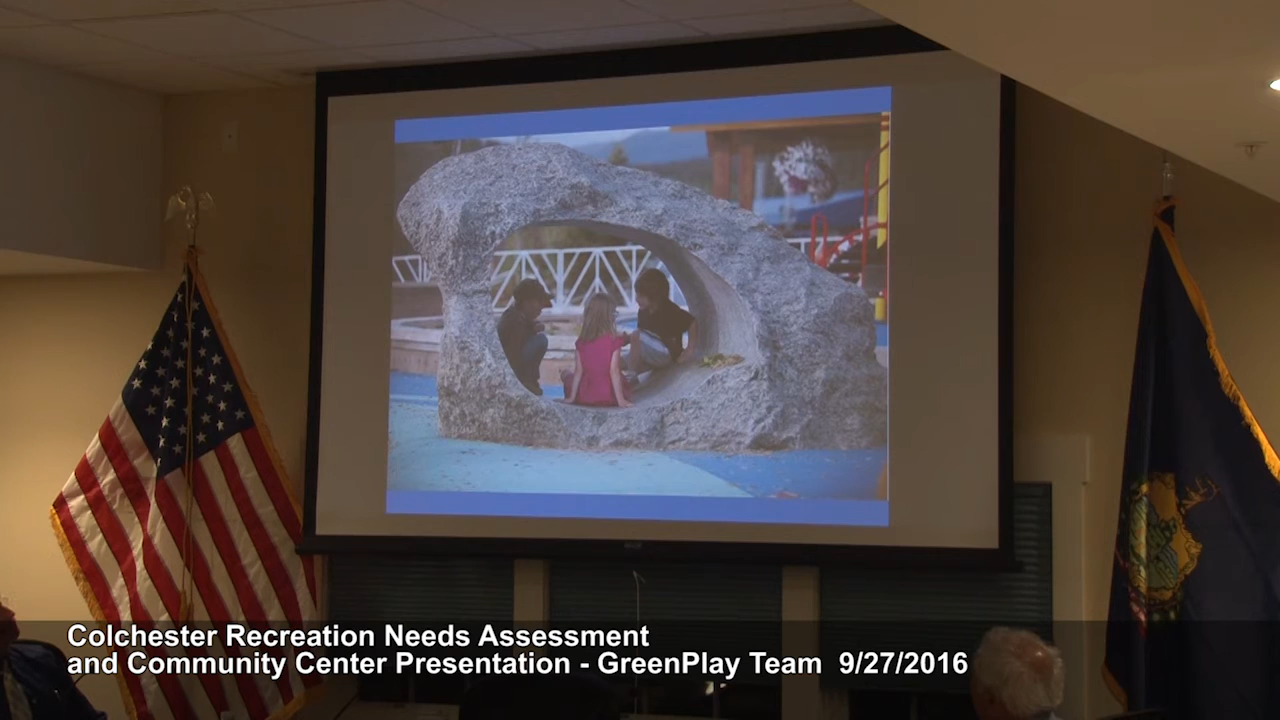 Colchester Recreation Needs Assessment
and Community Center Presentation - GreenPlay Team 9/27/2016